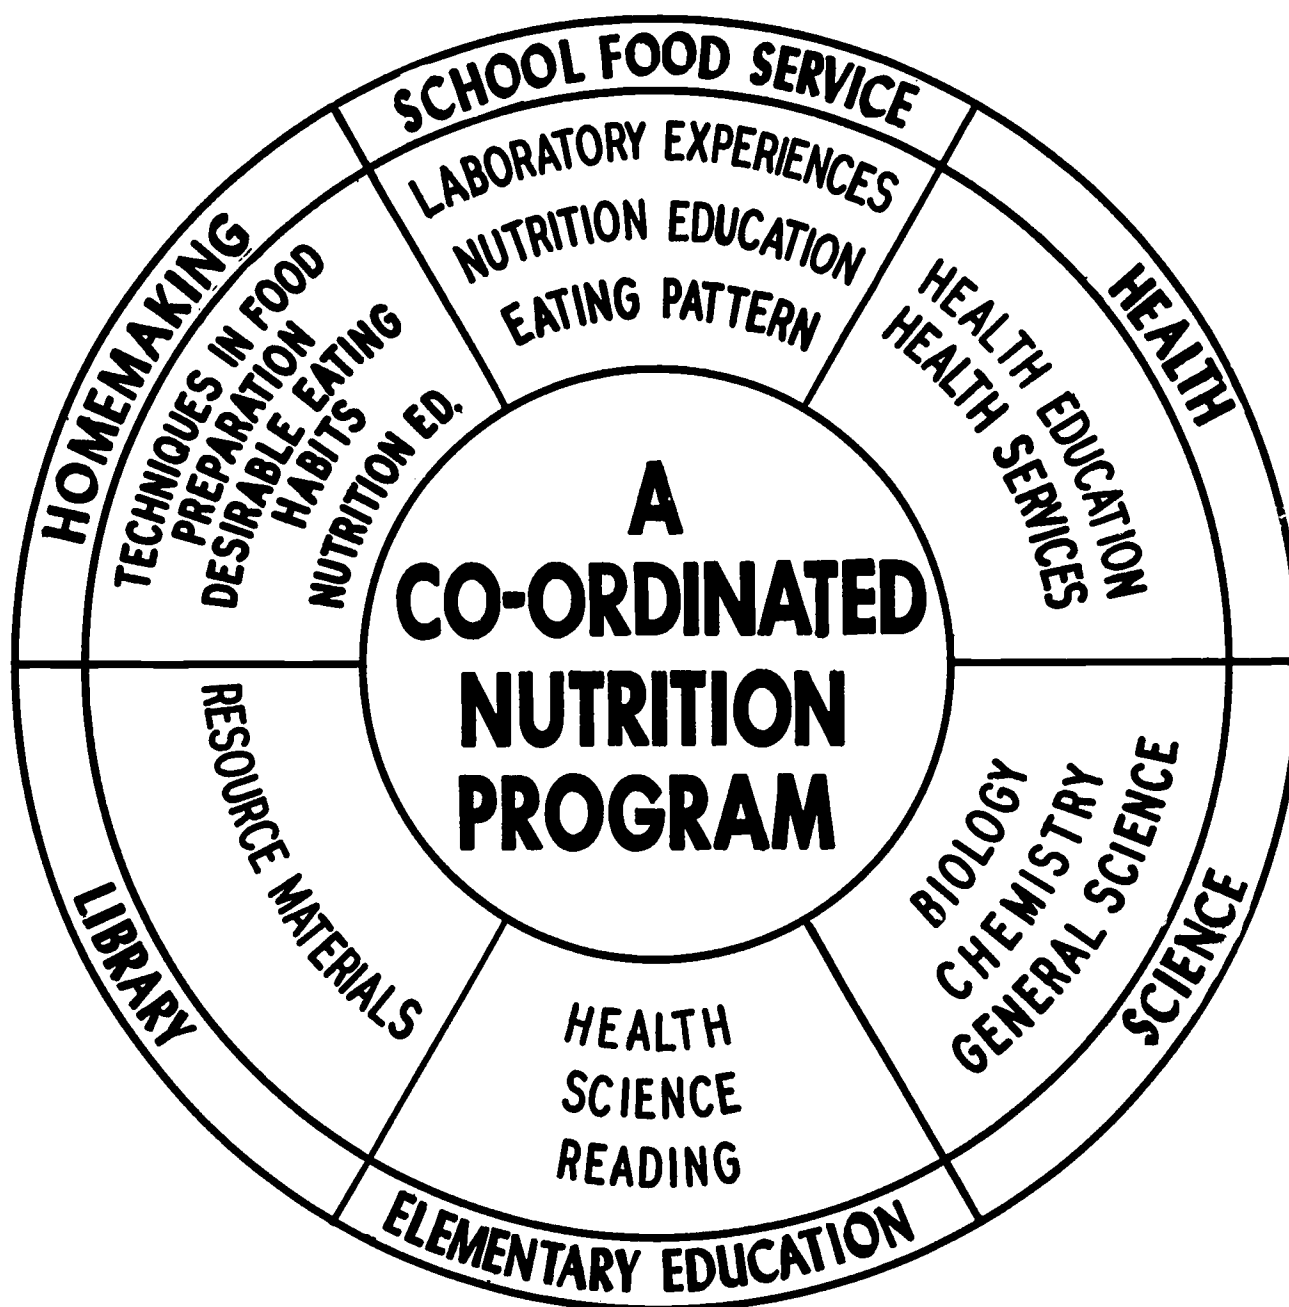 SCHOOL FOOD SERVICE
LABORATORY EXPERIENCES
NUTRITION EDUCATION
EATING PATTERN
HEALTH
HEALTH EDUCATION
HEALTH SERVICES
SCIENCE
BIOLOGY
CHEMISTRY
GENERAL SCIENCE
ELEMENTARY EDUCATION
HEALTH
SCIENCE
READING
LIBRARY
RESOURCE MATERIALS
HOMEMAKING
TECHNIQUES IN FOOD
PREPARATION
DESIRABLE EATING
HABITS
NUTRITION ED.
A
CO-ORDINATED
NUTRITION
PROGRAM